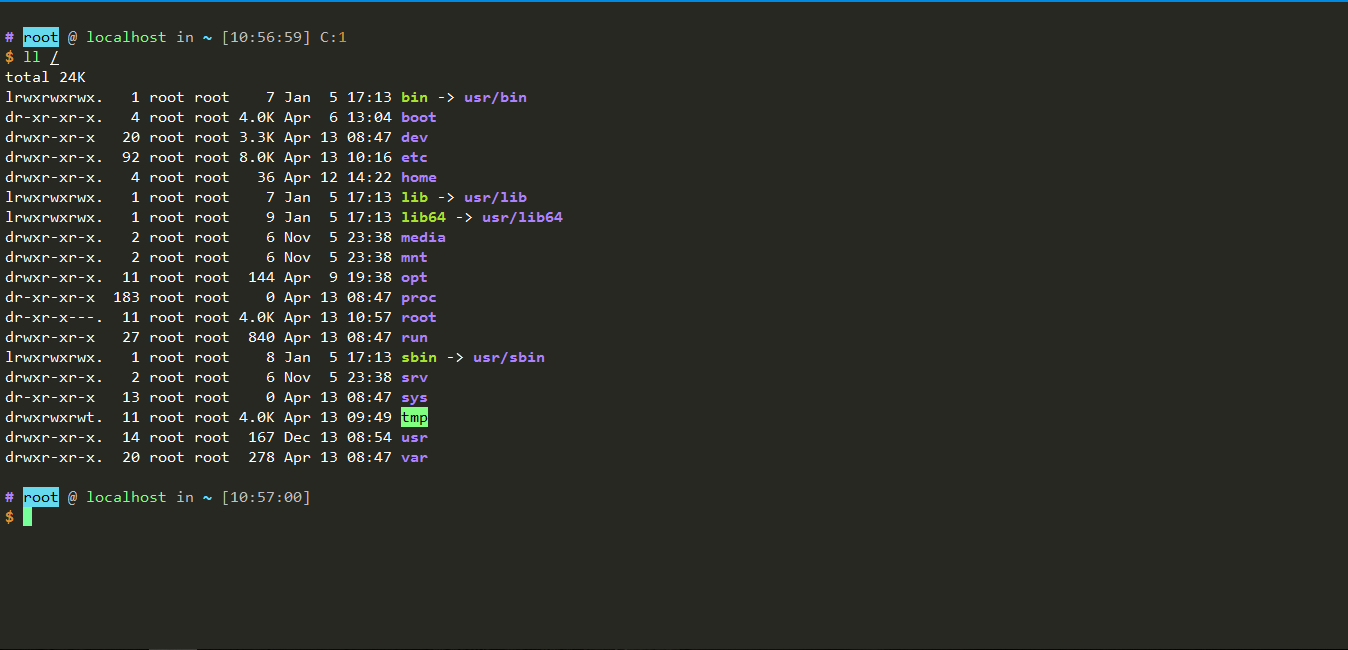 # root @ localhost in ~ [10:56:59] C:1
$ ll /
total 24K
lrwxrwxrwx.   1 root root    7 Jan  5 17:13 bin -> usr/bin
dr-xr-xr-x.   4 root root 4.0K Apr  6 13:04 boot
drwxr-xr-x   20 root root 3.3K Apr 13 08:47 dev
drwxr-xr-x.  92 root root 8.0K Apr 13 10:16 etc
drwxr-xr-x.   4 root root   36 Apr 12 14:22 home
lrwxrwxrwx.   1 root root    7 Jan  5 17:13 lib -> usr/lib
lrwxrwxrwx.   1 root root    9 Jan  5 17:13 lib64 -> usr/lib64
drwxr-xr-x.   2 root root    6 Nov  5 23:38 media
drwxr-xr-x.   2 root root    6 Nov  5 23:38 mnt
drwxr-xr-x.  11 root root  144 Apr  9 19:38 opt
dr-xr-xr-x  183 root root    0 Apr 13 08:47 proc
dr-xr-x---.  11 root root 4.0K Apr 13 10:57 root
drwxr-xr-x   27 root root  840 Apr 13 08:47 run
lrwxrwxrwx.   1 root root    8 Jan  5 17:13 sbin -> usr/sbin
drwxr-xr-x.   2 root root    6 Nov  5 23:38 srv
dr-xr-xr-x   13 root root    0 Apr 13 08:47 sys
drwxrwxrwt.  11 root root 4.0K Apr 13 09:49 tmp
drwxr-xr-x.  14 root root  167 Dec 13 08:54 usr
drwxr-xr-x.  20 root root  278 Apr 13 08:47 var
# root @ localhost in ~ [10:57:00]
$